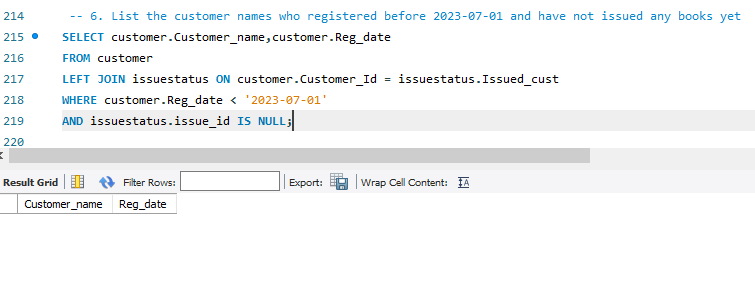 214 -- 6. List the customer names who registered before 2023-07-01 and have not issued any books yet
215 SELECT customer.Customer_name,customer.Reg_date
216 FROM customer
217 LEFT JOIN issuestatus ON customer.Customer_Id = issuestatus.Issued_cust
218 WHERE customer.Reg_date < '2023-07-01'
219 AND issuestatus.issue_id IS NULL;
220
Result Grid Filter Rows: Export: Wrap Cell Content: IA
Customer_name Reg_date